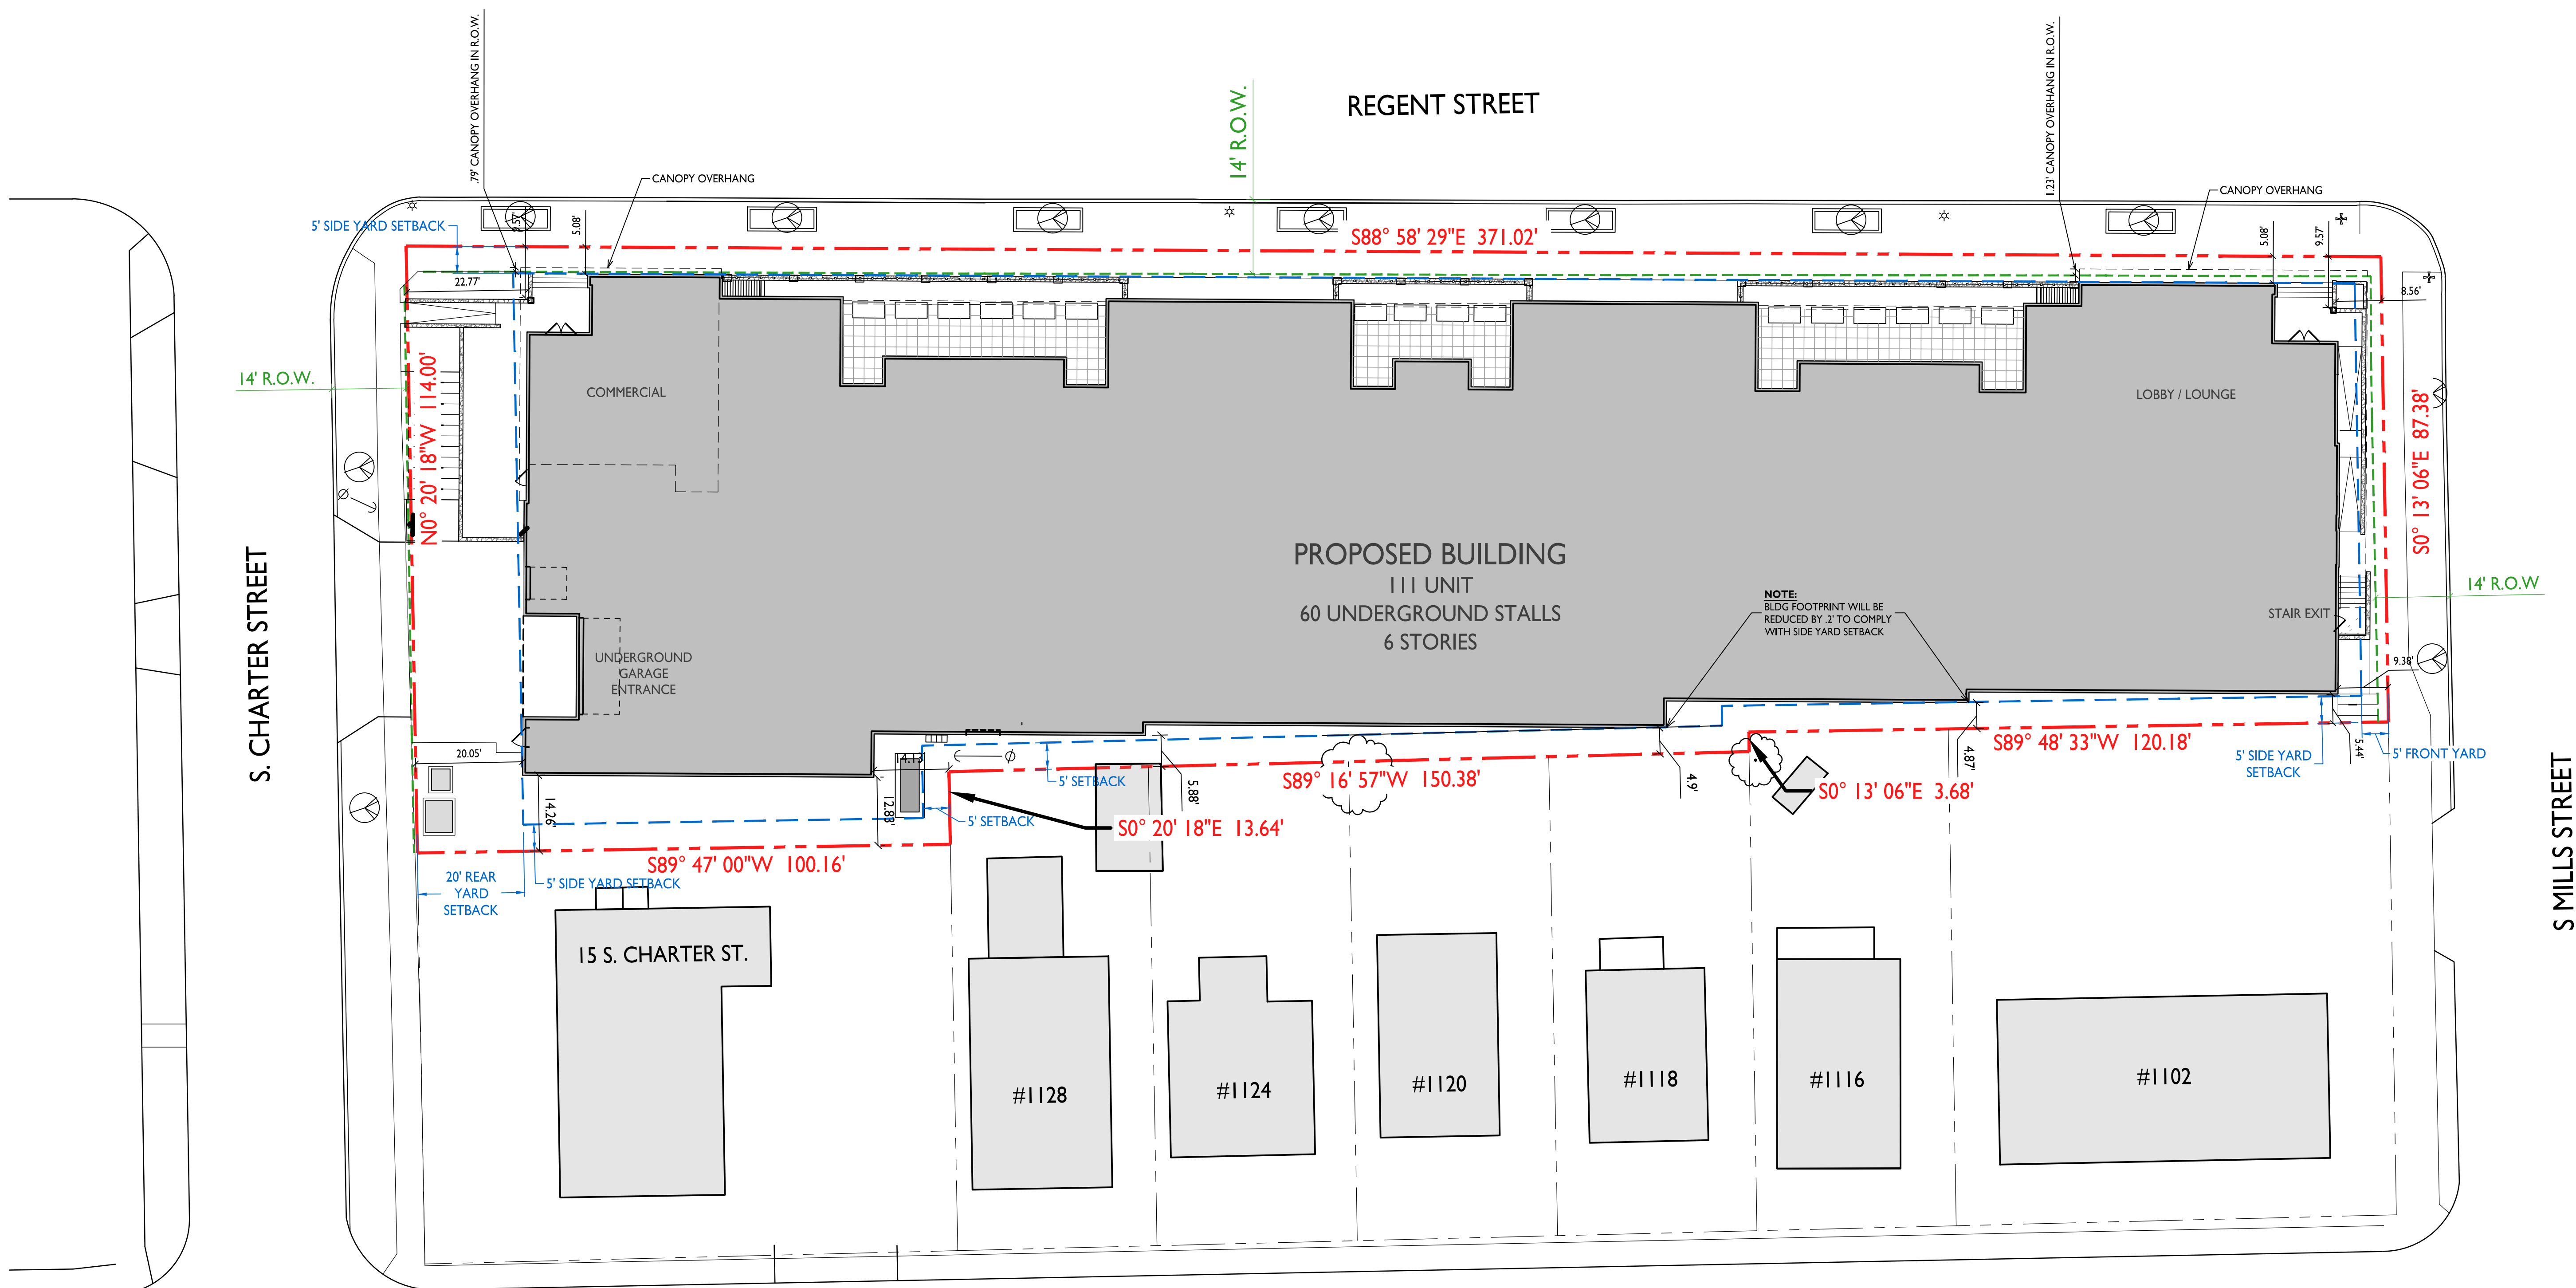 .79' CANOPY OVERHANG IN R.O.W.
1.23' CANOPY OVERHANG IN R.O.W.
REGENT STREET
14' R.O.W.
CANOPY OVERHANG
CANOPY OVERHANG
5' SIDE YARD SETBACK
9.57'
5.08'
S88° 58' 29"E 371.02'
5.08'
9.57'
22.77'
8.56'
14' R.O.W.
N0° 20' 18"W 114.00'
COMMERCIAL
LOBBY / LOUNGE
S0° 13' 06"E 87.38'
PROPOSED BUILDING
111 UNIT
60 UNDERGROUND STALLS
6 STORIES
NOTE:
BLDG FOOTPRINT WILL BE
REDUCED BY .2' TO COMPLY
WITH SIDE YARD SETBACK
14' R.O.W
STAIR EXIT
S. CHARTER STREET
UNDERGROUND
GARAGE
ENTRANCE
9.38'
20.05'
14.13'
5' SETBACK
5.88'
S89° 16' 57"W 150.38'
4.9'
4.87'
S89° 48' 33"W 120.18'
5' SIDE YARD
SETBACK
5.44'
5' FRONT YARD
S0° 13' 06"E 3.68'
14.26'
12.83'
5' SETBACK
S0° 20' 18"E 13.64'
S89° 47' 00"W 100.16'
20' REAR
YARD
SETBACK
5' SIDE YARD SETBACK
S MILLS STREET
15 S. CHARTER ST.
#1128
#1124
#1120
#1118
#1116
#1102